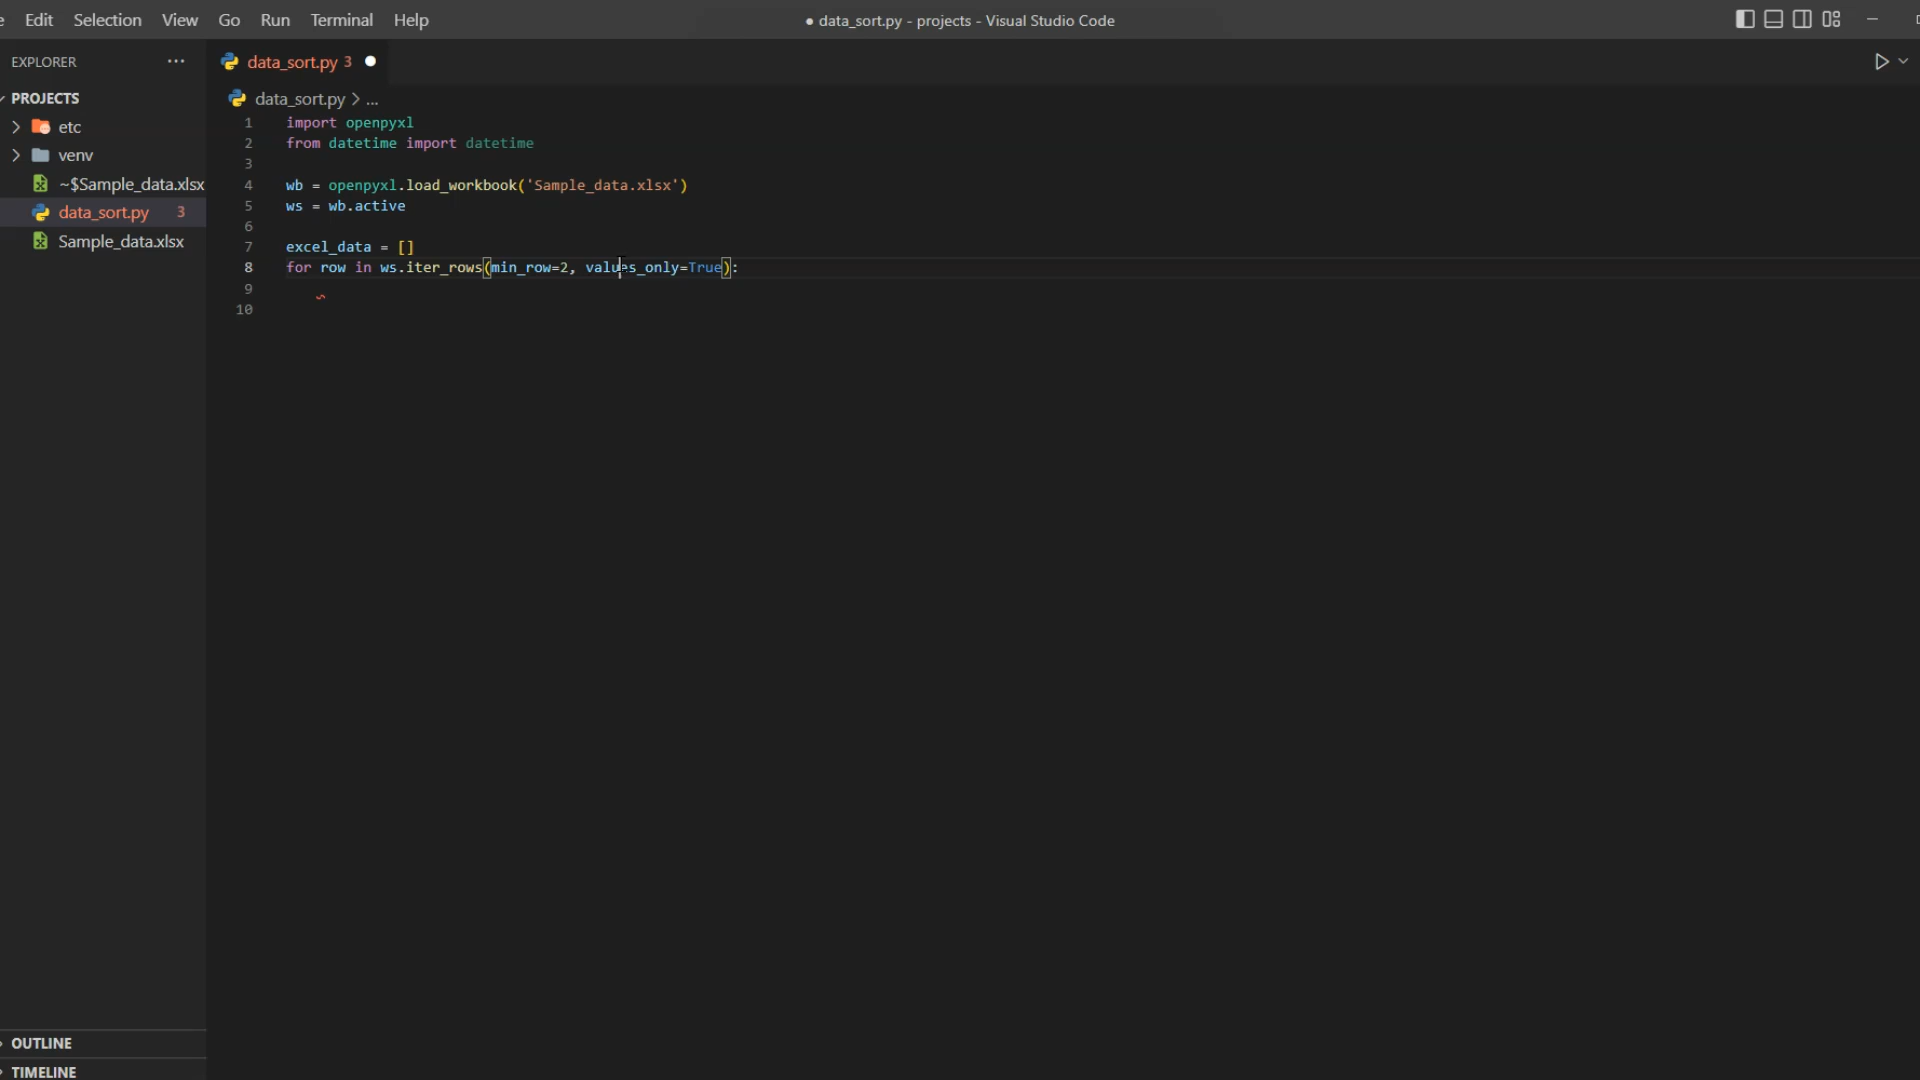 Edit Selection View Go Run Terminal Help
● data_sort.py - projects - Visual Studio Code
EXPLORER ...
data_sort.py 3 ●
PROJECTS
etc
venv
~$Sample_data.xlsx
data_sort.py 3
Sample_data.xlsx
data_sort.py > ...
1 import openpyxl
2 from datetime import datetime
3
4 wb = openpyxl.load_workbook('Sample_data.xlsx')
5 ws = wb.active
6
7 excel_data = []
8 for row in ws.iter_rows(min_row=2, values_only=True):
9
10
OUTLINE
TIMELINE